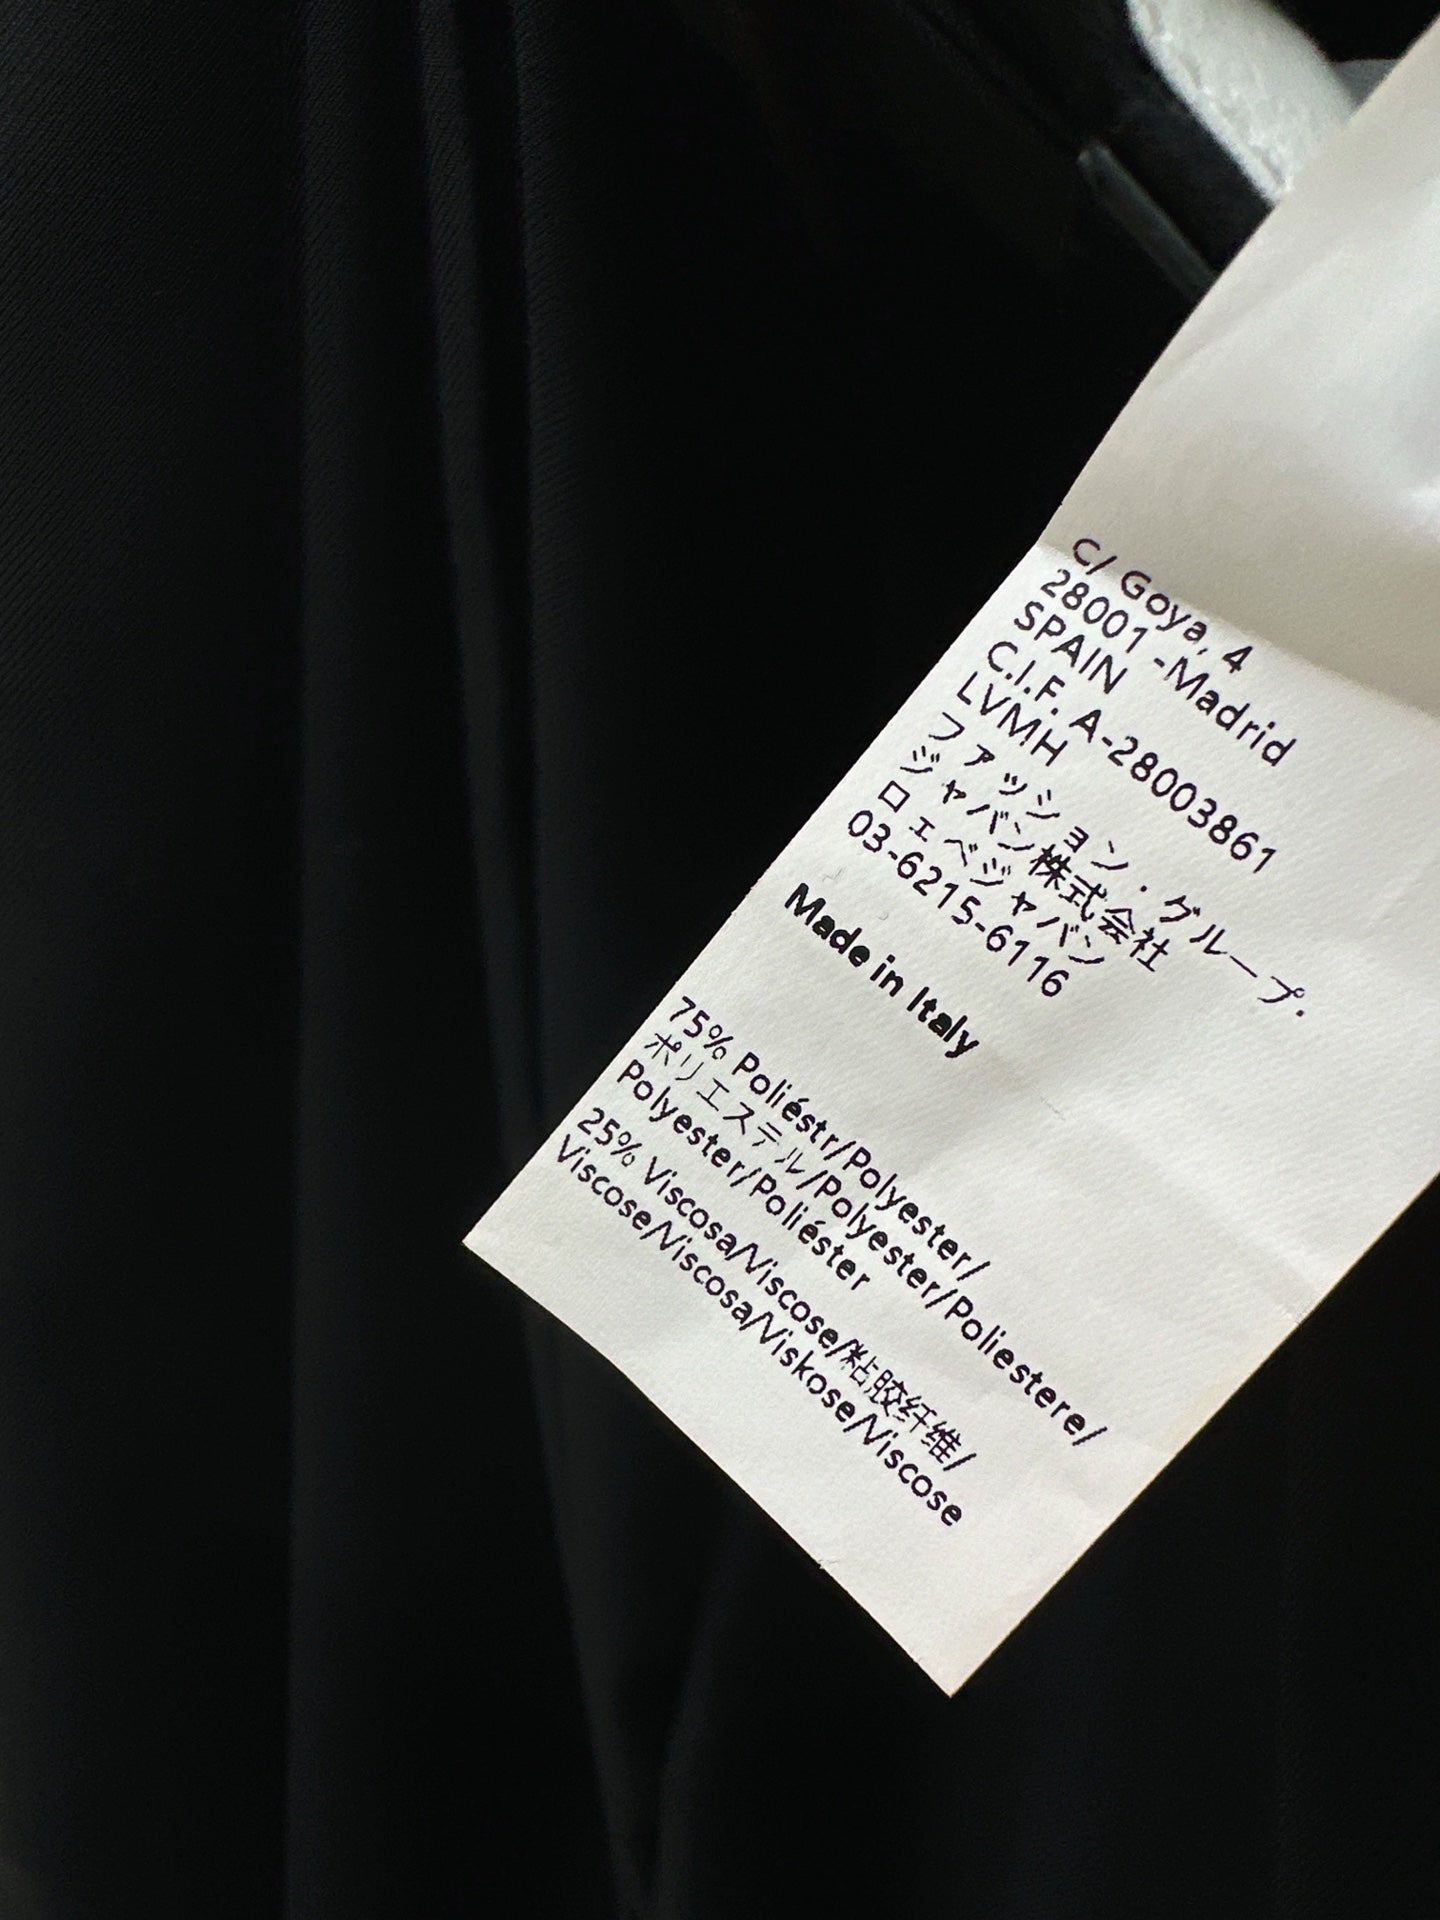 C/ Goya, 4
28001 -Madrid
SPAIN
C.I.F. A-28003861
LVMH
ファッション・グループ.
ジャバン株式会社
ロエベジャバン
03-6215-6116
Made in Italy
75% Poliéstr/Polyester/
ポリエステル/Polyester/Poliestere/
Polyester/Poliéster
25% Viscosa/Viscose/粘胶纤维/
Viscose/Viscosa/Viskose/Viscose